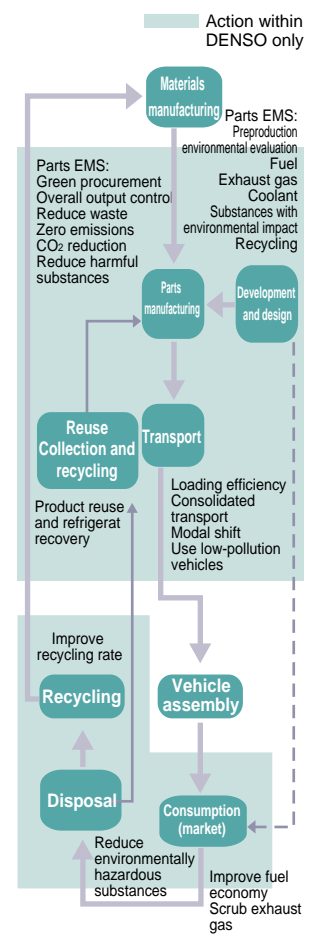 Action within
DENSO only
Materials
manufacturing
Parts EMS:
Preproduction
environmental evaluation
Fuel
Exhaust gas
Coolant
Substances with
environmental impact
Recycling
Parts EMS:
Green procurement
Overall output control
Reduce waste
Zero emissions
CO2 reduction
Reduce harmful
substances
Parts
manufacturing
Development
and design
Reuse
Collection and
recycling
Transport
Product reuse
and refrigerat
recovery
Loading efficiency
Consolidated
transport
Modal shift
Use low-pollution
vehicles
Improve
recycling rate
Recycling
Vehicle
assembly
Disposal
Consumption
(market)
Reduce
environmentally
hazardous
substances
Improve fuel
economy
Scrub exhaust
gas